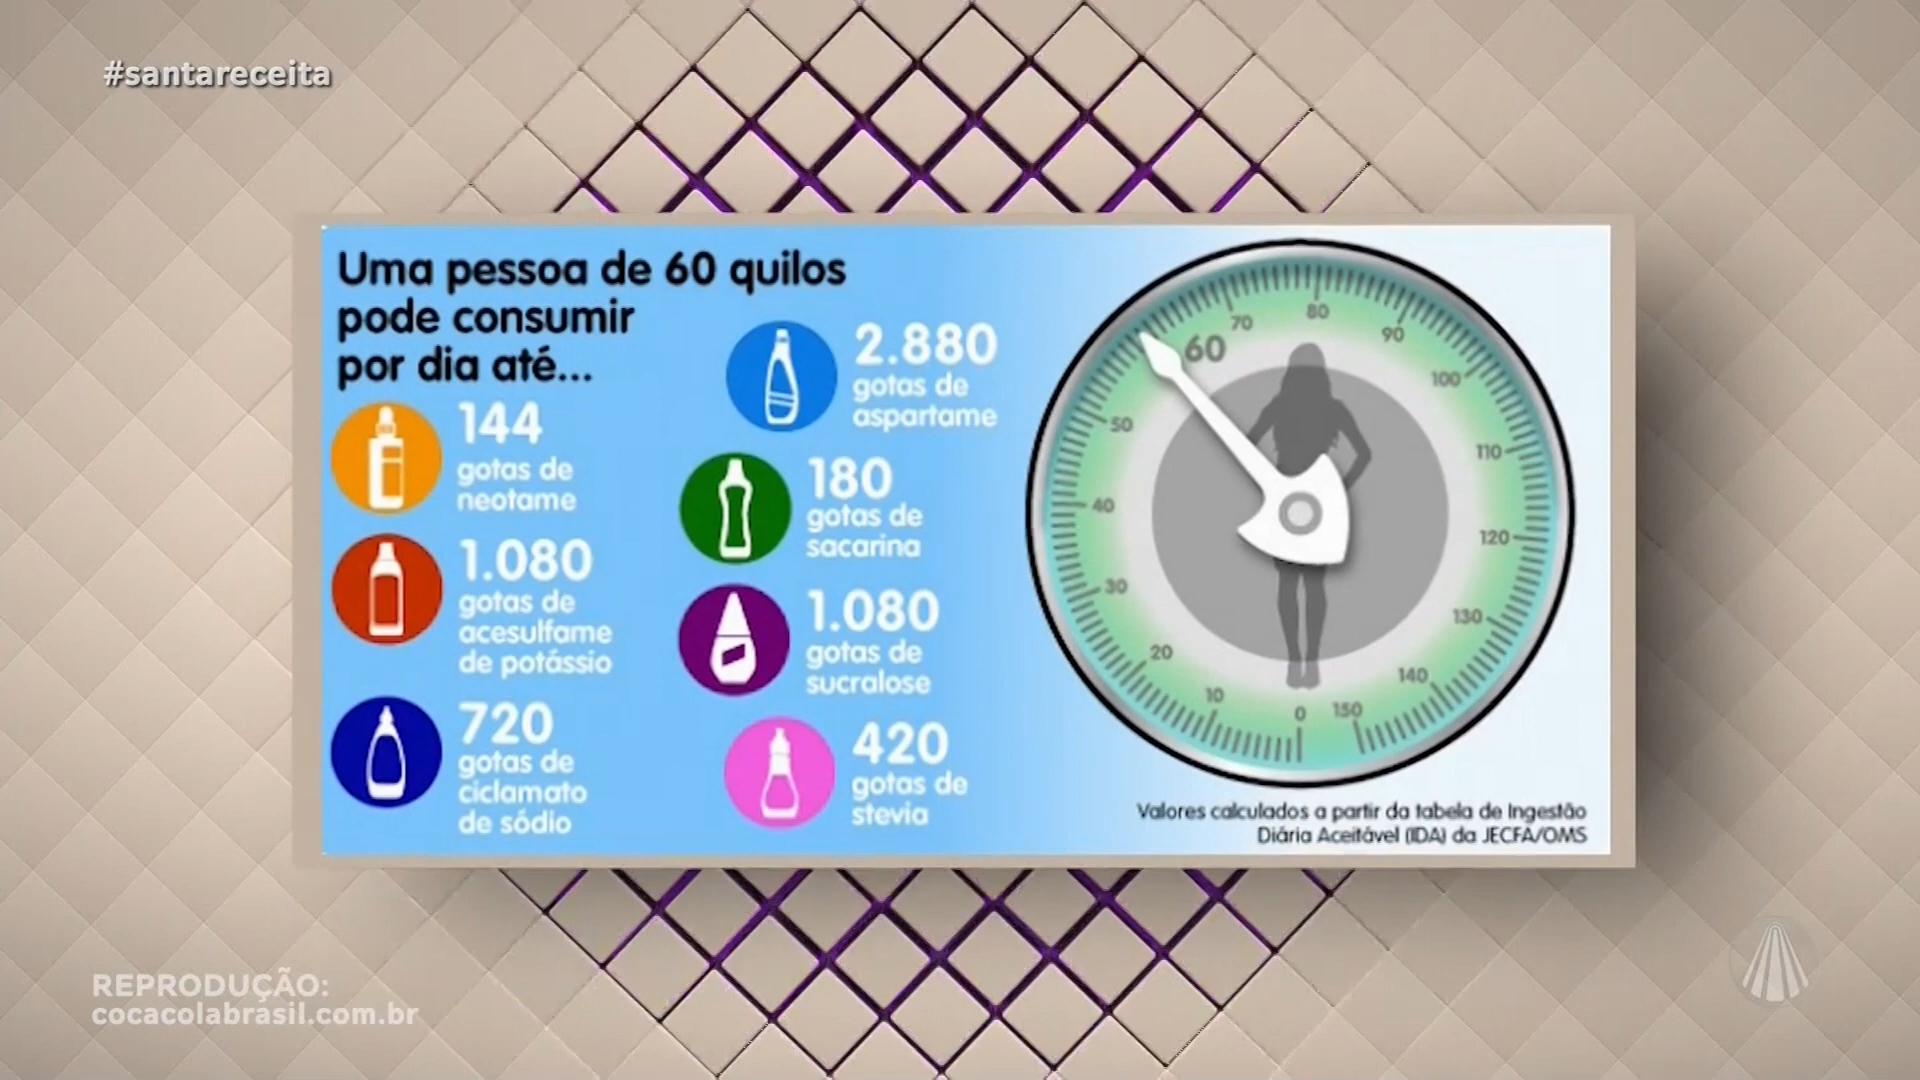 #santareceita
Uma pessoa de 60 quilos
pode consumir
por dia até...
144
gotas de
neotame
1.080
gotas de
acesulfame
de potássio
720
gotas de
ciclamato
de sódio
2.880
gotas de
aspartame
180
gotas de
sacarina
1.080
gotas de
sucralose
420
gotas de
stevia
0
10
20
30
40
50
60
70
80
90
100
110
120
130
140
150
Valores calculados a partir da tabela de Ingestão
Diária Aceitável (IDA) da JECFA/OMS
REPRODUÇÃO:
cocacolabrasil.com.br